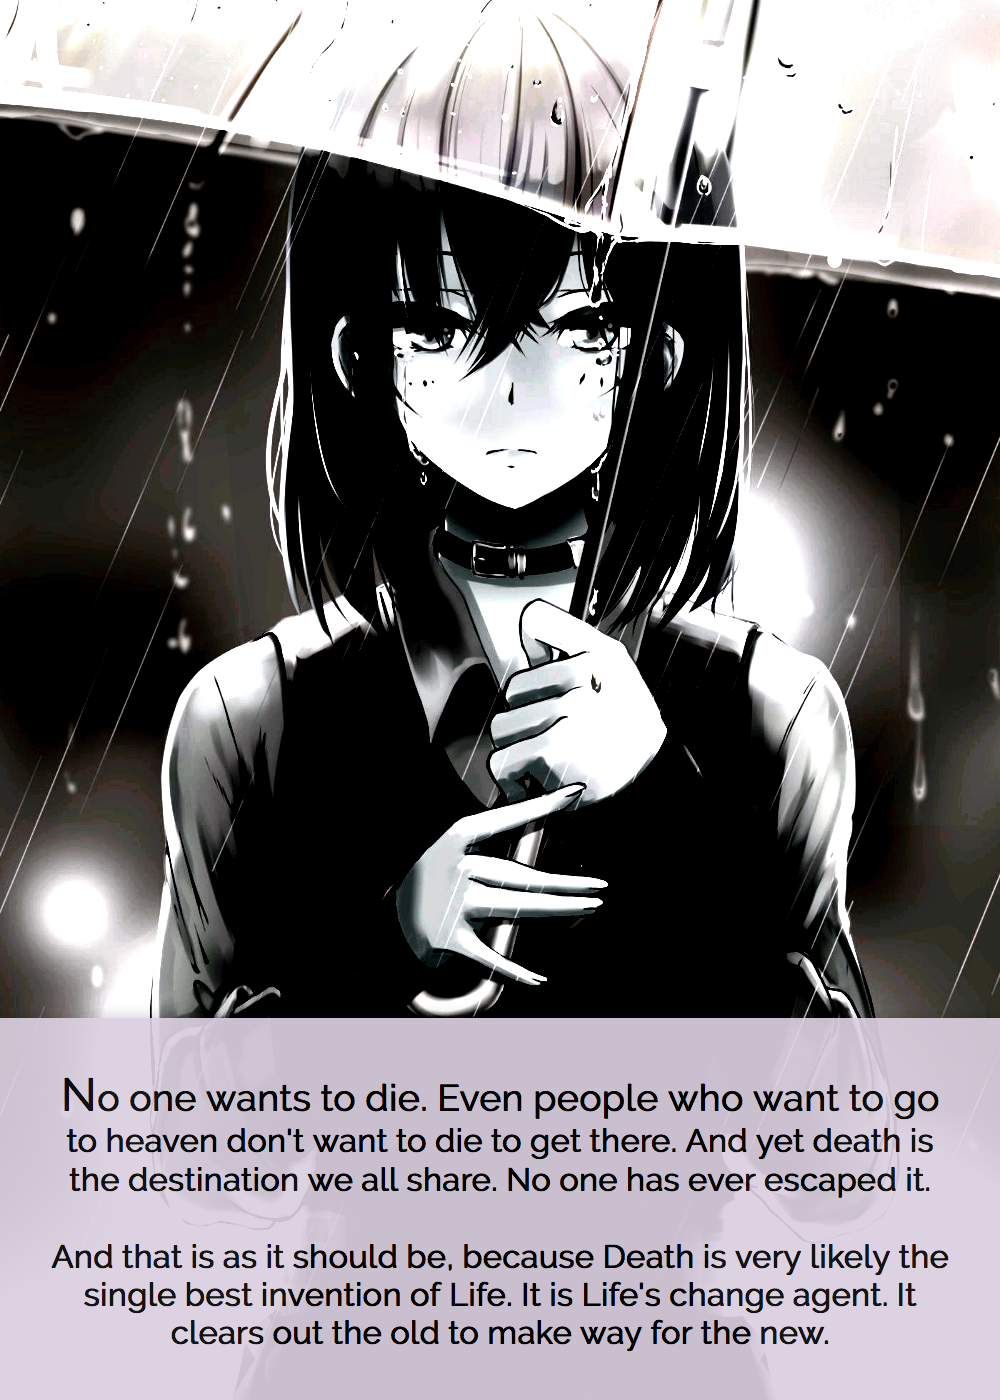 No one wants to die. Even people who want to go
to heaven don't want to die to get there. And yet death is
the destination we all share. No one has ever escaped it.
And that is as it should be, because Death is very likely the
single best invention of Life. It is Life's change agent. It
clears out the old to make way for the new.